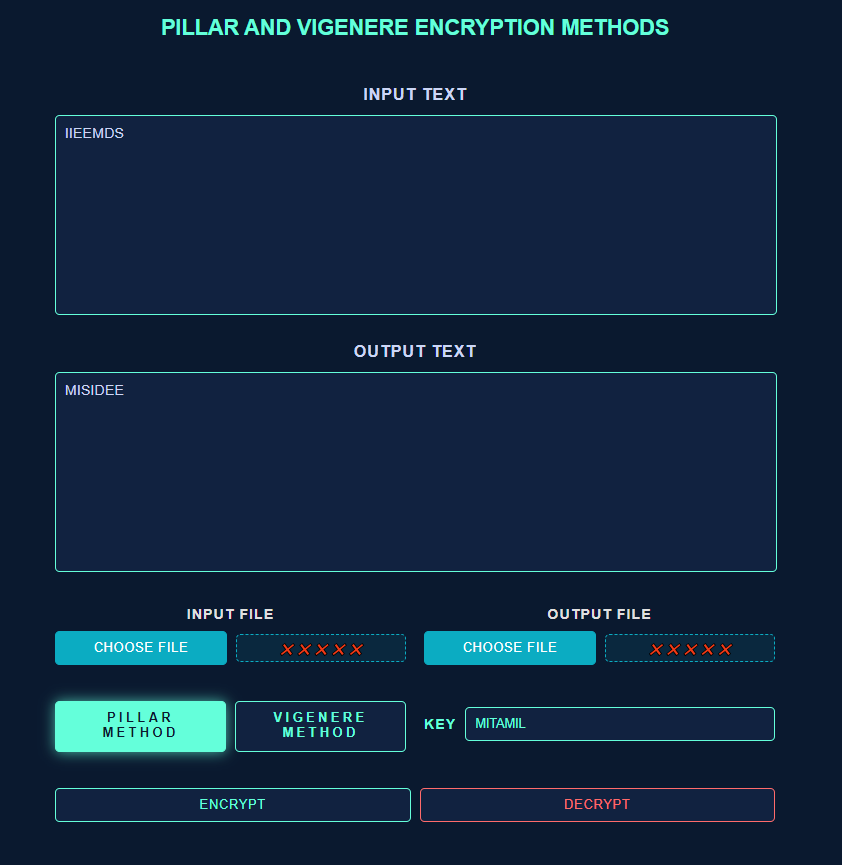 PILLAR AND VIGENERE ENCRYPTION METHODS
INPUT TEXT
IIEEMDS
OUTPUT TEXT
MISIDEE
INPUT FILE
OUTPUT FILE
CHOOSE FILE
✕✕✕✕✕
CHOOSE FILE
✕✕✕✕✕
PILLAR
METHOD
VIGENERE
METHOD
KEY
MITAMIL
ENCRYPT
DECRYPT